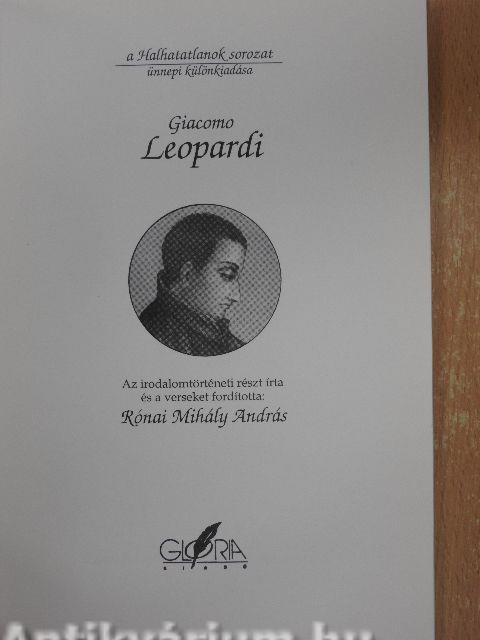 a Halhatatlanok sorozat
ünnepi különkiadása
Giacomo
Leopardi
Az irodalomtörténeti részt írta
és a verseket fordította:
Rónai Mihály András
GLORIA
KIADÓ
Antikvárium.hu